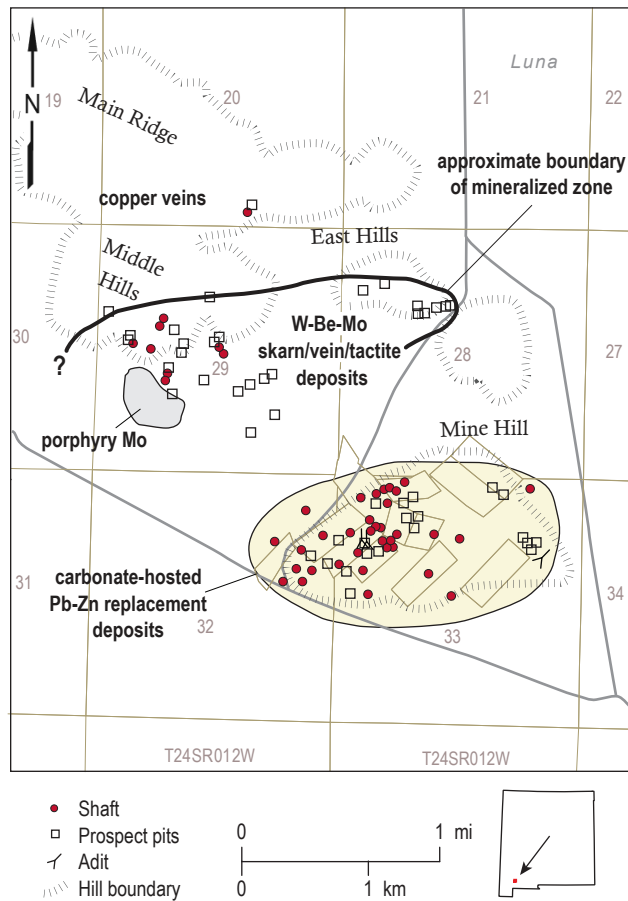 Luna
19
20
21
22
Main Ridge
N
approximate boundary
of mineralized zone
copper veins
East Hills
Middle
Hills
W-Be-Mo
skarn/vein/tactite
deposits
30
29
28
27
?
porphyry Mo
Mine Hill
31
carbonate-hosted
Pb-Zn replacement
deposits
32
33
34
T24SR012W
T24SR012W
Shaft
Prospect pits
Adit
Hill boundary
0
1 mi
0
1 km